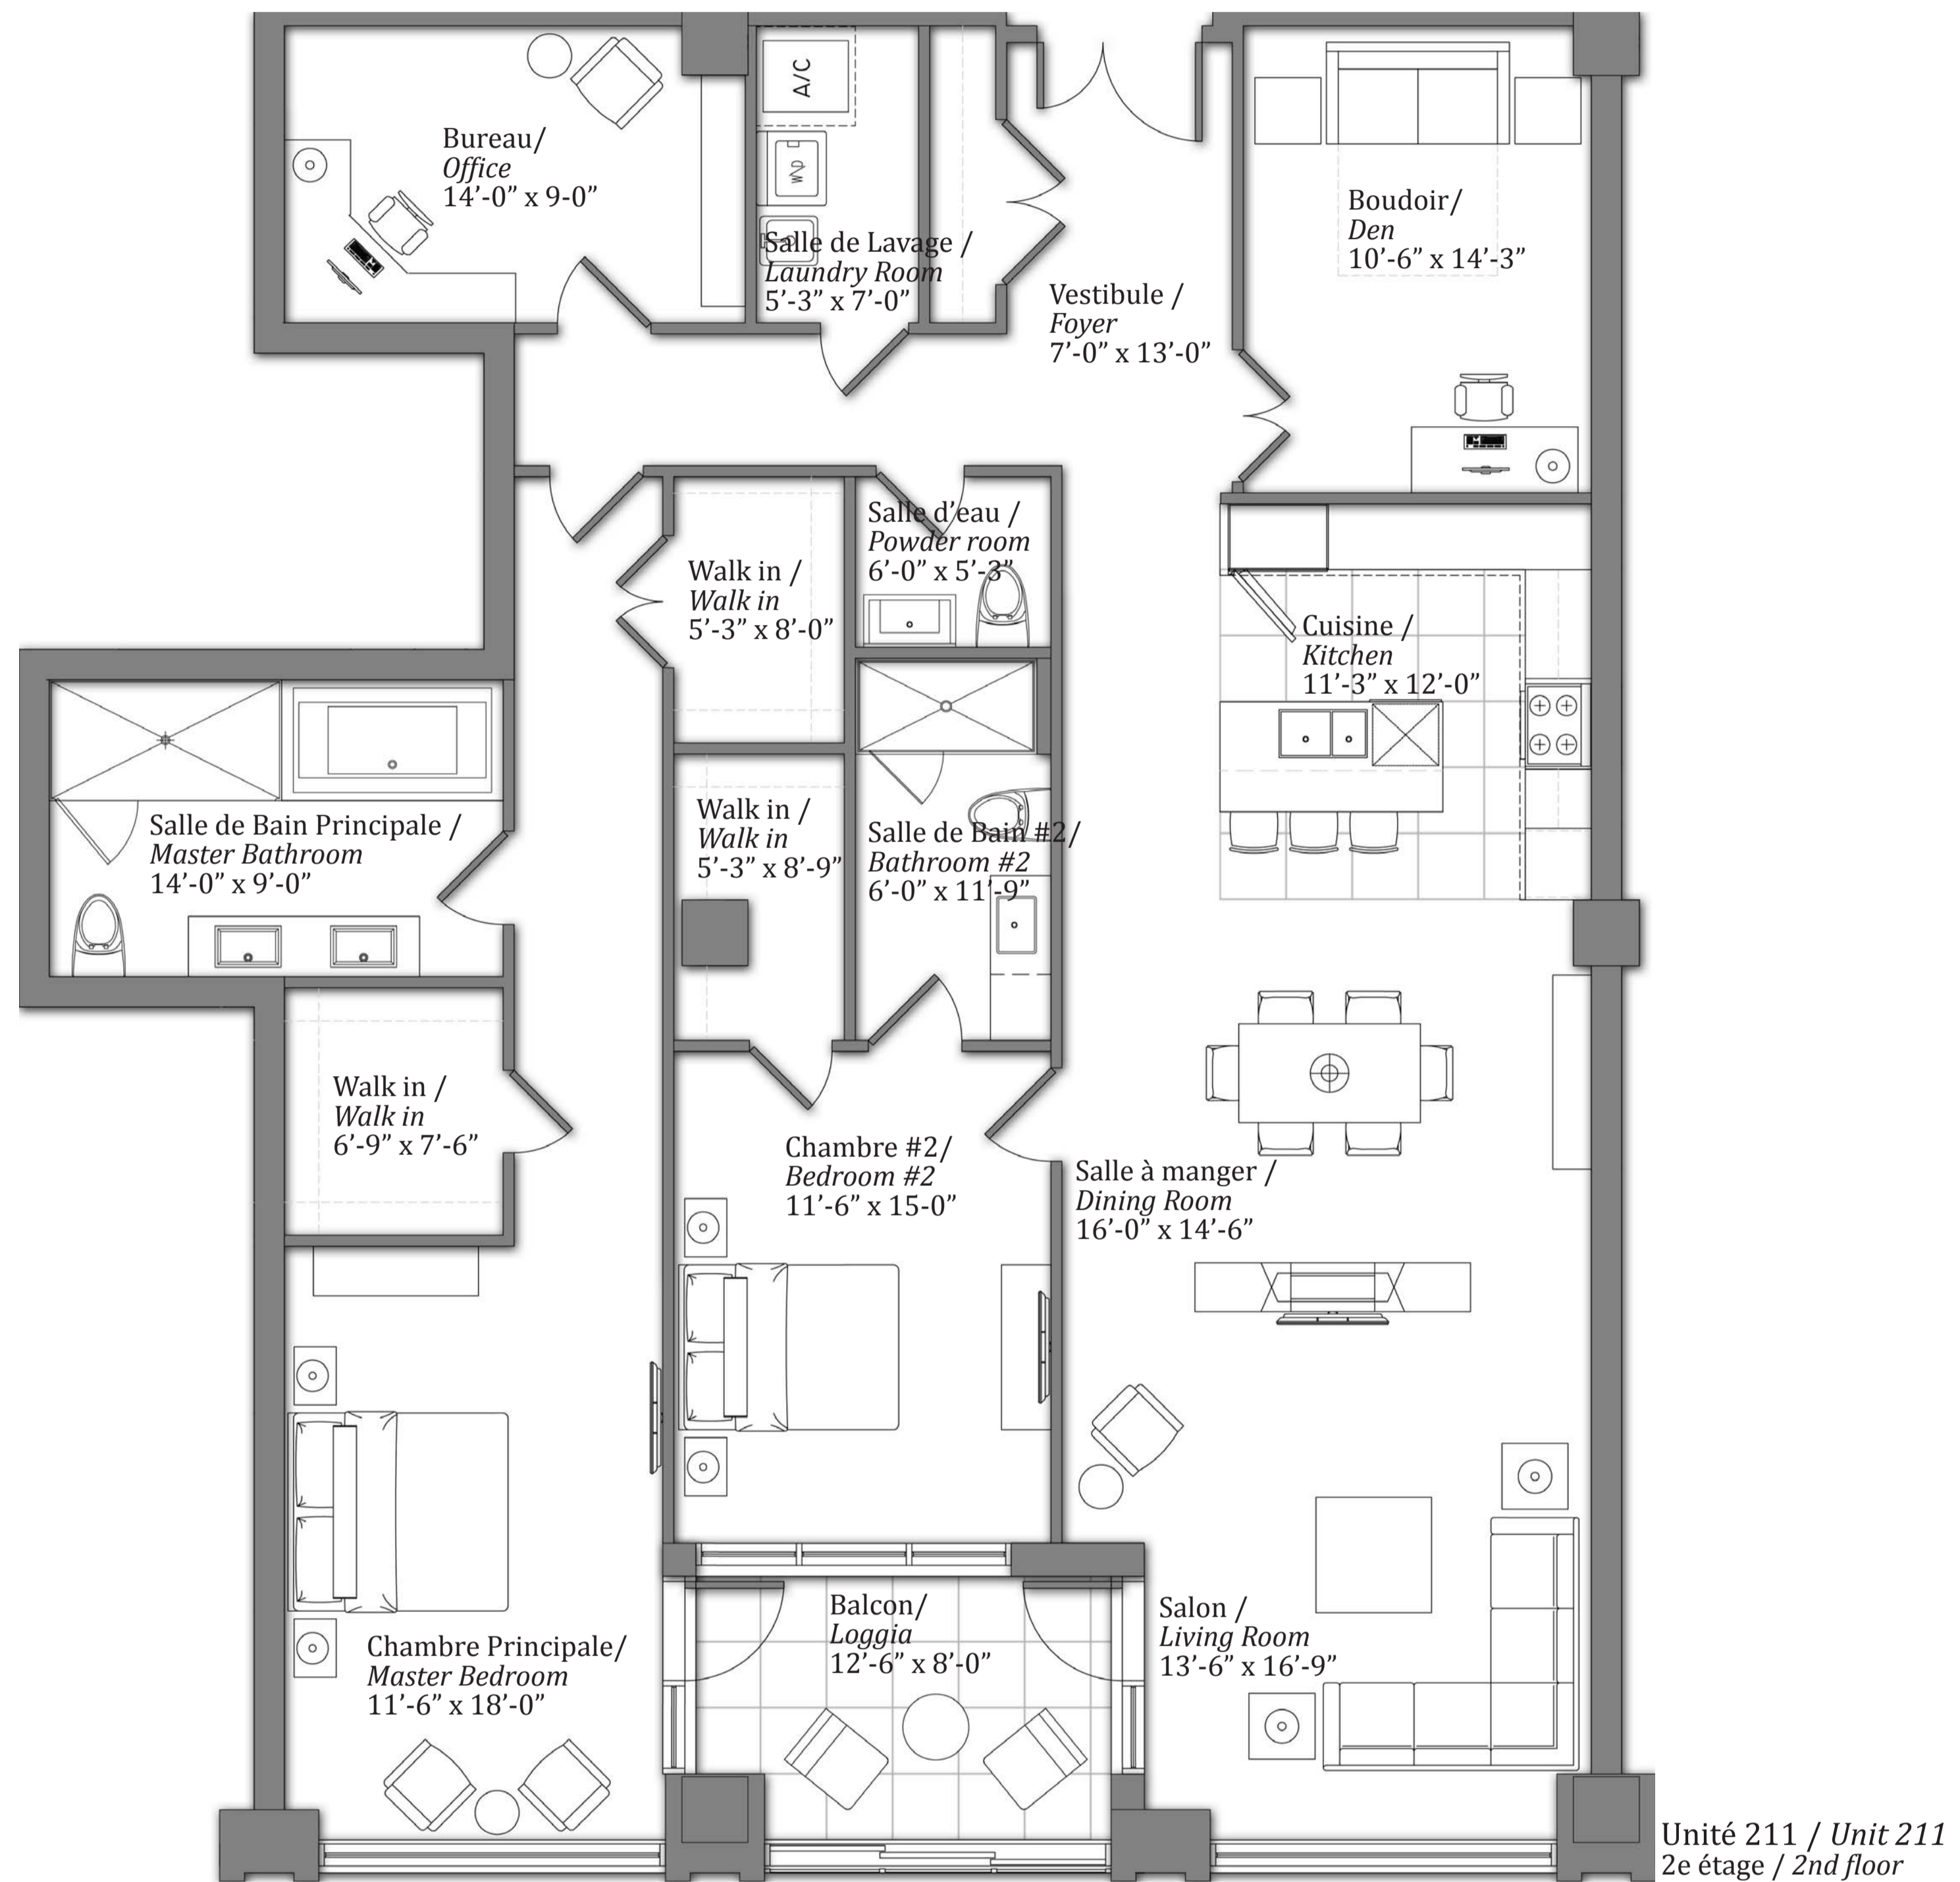 Bureau/
Office
14’-0” x 9-0”
A/C
W
D
Salle de Lavage /
Laundry Room
5’-3” x 7’-0”
Vestibule /
Foyer
7’-0” x 13’-0”
Boudoir/
Den
10’-6” x 14’-3”
Salle d’eau /
Powder room
6’-0” x 5’-3”
Walk in /
Walk in
5’-3” x 8’-0”
Cuisine /
Kitchen
11’-3” x 12’-0”
Salle de Bain Principale /
Master Bathroom
14’-0” x 9’-0”
Walk in /
Walk in
5’-3” x 8’-9”
Salle de Bain #2/
Bathroom #2
6’-0” x 11’-9”
Walk in /
Walk in
6’-9” x 7’-6”
Chambre #2/
Bedroom #2
11’-6” x 15-0”
Salle à manger /
Dining Room
16’-0” x 14’-6”
Balcon/
Loggia
12’-6” x 8’-0”
Salon /
Living Room
13’-6” x 16’-9”
Chambre Principale/
Master Bedroom
11’-6” x 18’-0”
Unité 211 / Unit 211
2e étage / 2nd floor